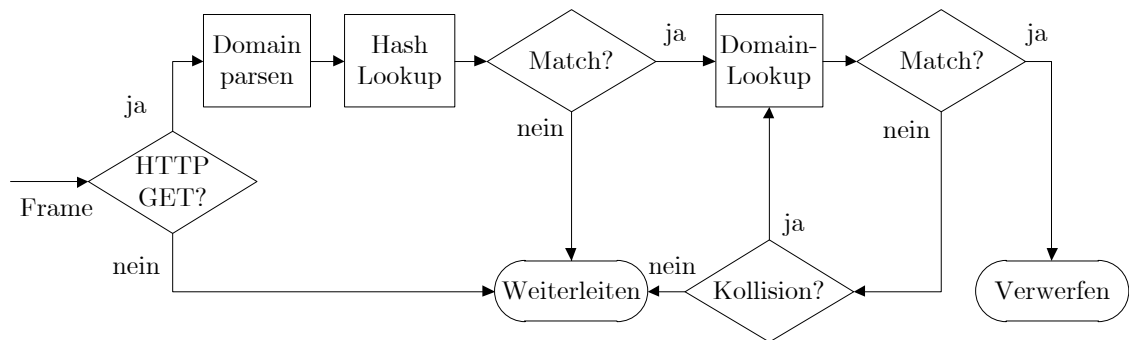 Frame
HTTP
GET?
ja
nein
Domain
parsen
Hash
Lookup
Match?
ja
nein
Domain-
Lookup
Match?
ja
nein
Kollision?
ja
nein
Weiterleiten
Verwerfen